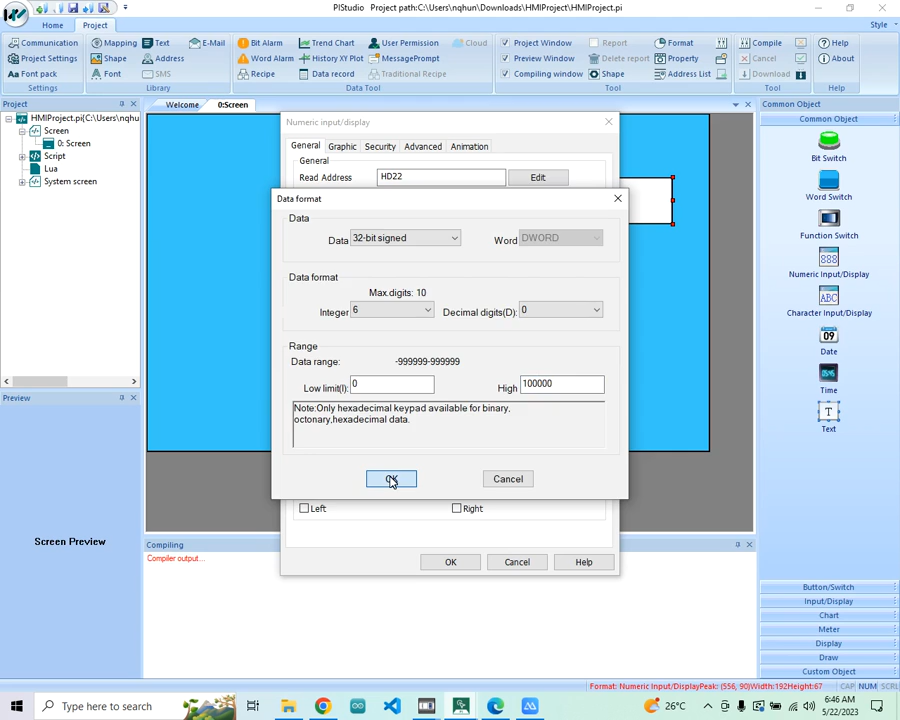 PIStudio Project path:C:\Users\nqhun\Downloads\HMIProject\HMIProject.pi
Home Project Style
Communication Mapping Text E-Mail Bit Alarm Trend Chart User Permission Cloud Project Window Report Format Compile Help
Project Settings Shape Address Word Alarm History XY Plot MessagePrompt Preview Window Delete report Property Cancel About
Font pack Font SMS Recipe Data record Traditional Recipe Compiling window Shape Address List Download
Settings Library Data Tool Tool Tool Help
Project
HMIProject.pi(C:\Users\nqhu
Screen
0: Screen
Script
Lua
System screen
Preview
Screen Preview
Welcome 0:Screen
Numeric input/display
General Graphic Security Advanced Animation
General
Read Address HD22 Edit
Data format
Data
Data 32-bit signed Word DWORD
Data format
Max.digits: 10
Integer 6 Decimal digits(D): 0
Range
Data range: -999999-999999
Low limit(I): 0 High 100000
Note:Only hexadecimal keypad available for binary,
octonary,hexadecimal data.
OK Cancel
Left Right
OK Cancel Help
Compiling
Compiler output...
Common Object
Common Object
Bit Switch
Word Switch
Function Switch
888
Numeric Input/Display
ABC
Character Input/Display
09
Date
Time
Text
Button/Switch
Input/Display
Chart
Meter
Display
Draw
Custom Object
Format: Numeric Input/DisplayPeak: (556, 90)Width:192Height:67 CAP NUM SCRL
Type here to search 26°C 6:46 AM
5/22/2023